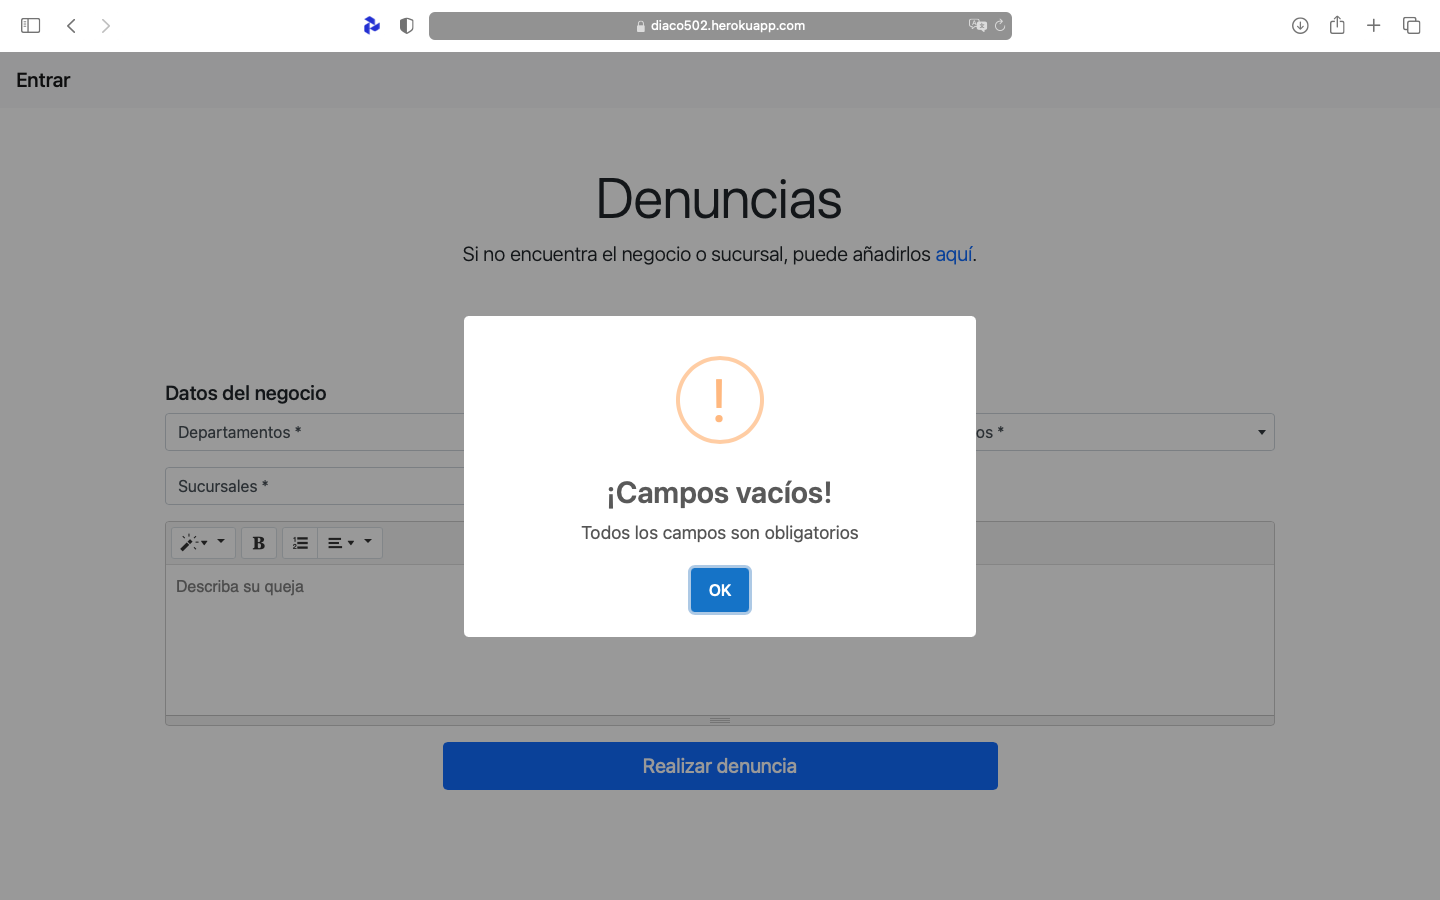 diaco502.herokuapp.com
Entrar
Denuncias
Si no encuentra el negocio o sucursal, puede añadirlos aquí.
Datos del negocio
Departamentos *
os *
Sucursales *
B
Describa su queja
¡Campos vacíos!
Todos los campos son obligatorios
OK
Realizar denuncia